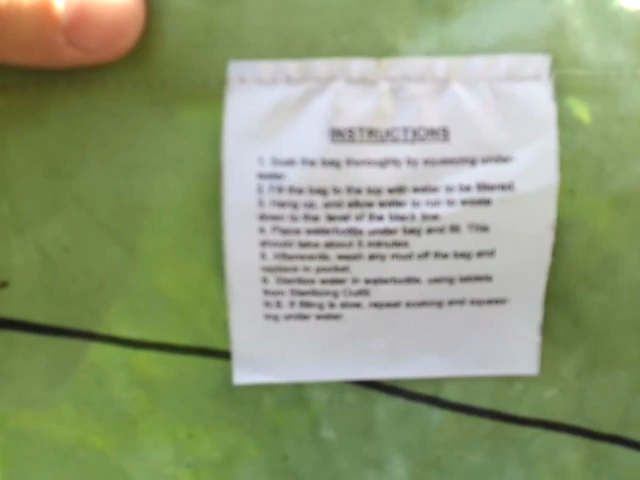 INSTRUCTIONS
1. Soak the bag thoroughly by squeezing under
water.
2. Fill the bag to the top with water to be filtered.
3. Hang up, and allow water to run to waste
down to the level of the black line.
4. Place waterbottle under bag and fill. This
should take about 5 minutes.
5. Afterwards, wash any mud off the bag and
replace in pocket.
6. Sterilize water in waterbottle, using tablets
from Sterilizing Outfit.
N.B. If filling is slow, repeat soaking and squeez-
ing under water.